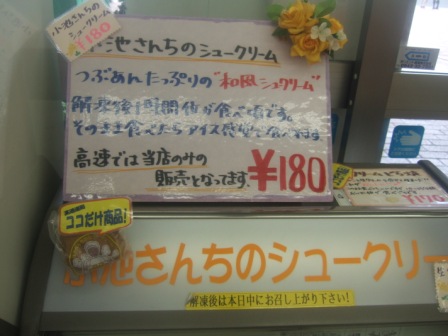 小池さんちの
シュークリーム
¥180
小池さんちのシュークリーム
つぶあんたっぷりの"和風シュクリーム"
解凍後1時間位が食べ頃です。
そのまま食べたらアイス感覚で食べれます
高速では当店のみの
販売となってます。
¥180
ココだけ商品!
¥170
小池さんちのシュークリー
解凍後は本日中にお召し上がり下さい!